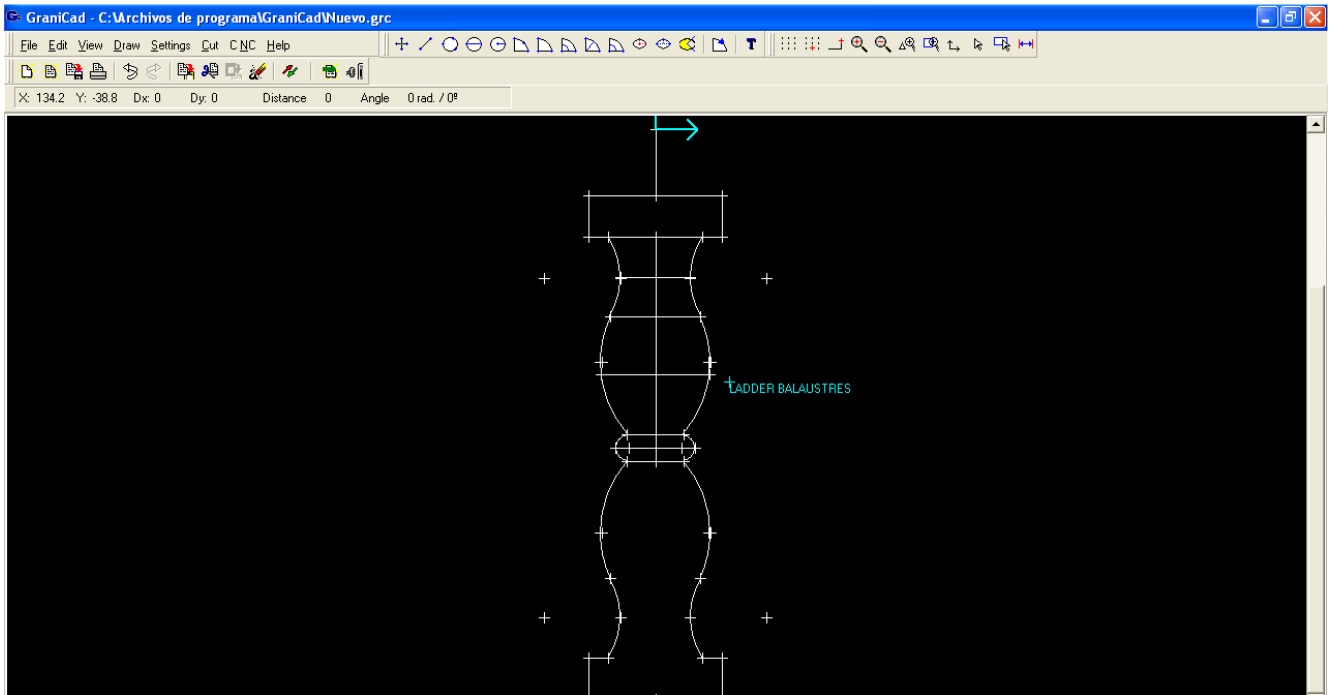 GraniCad - C:\Archivos de programa\GraniCad\Nuevo.grc
File Edit View Draw Settings Cut CNC Help
X: 134.2 Y: -38.8 Dx: 0 Dy: 0 Distance 0 Angle 0 rad. / 0º
LADDER BALAUSTRES